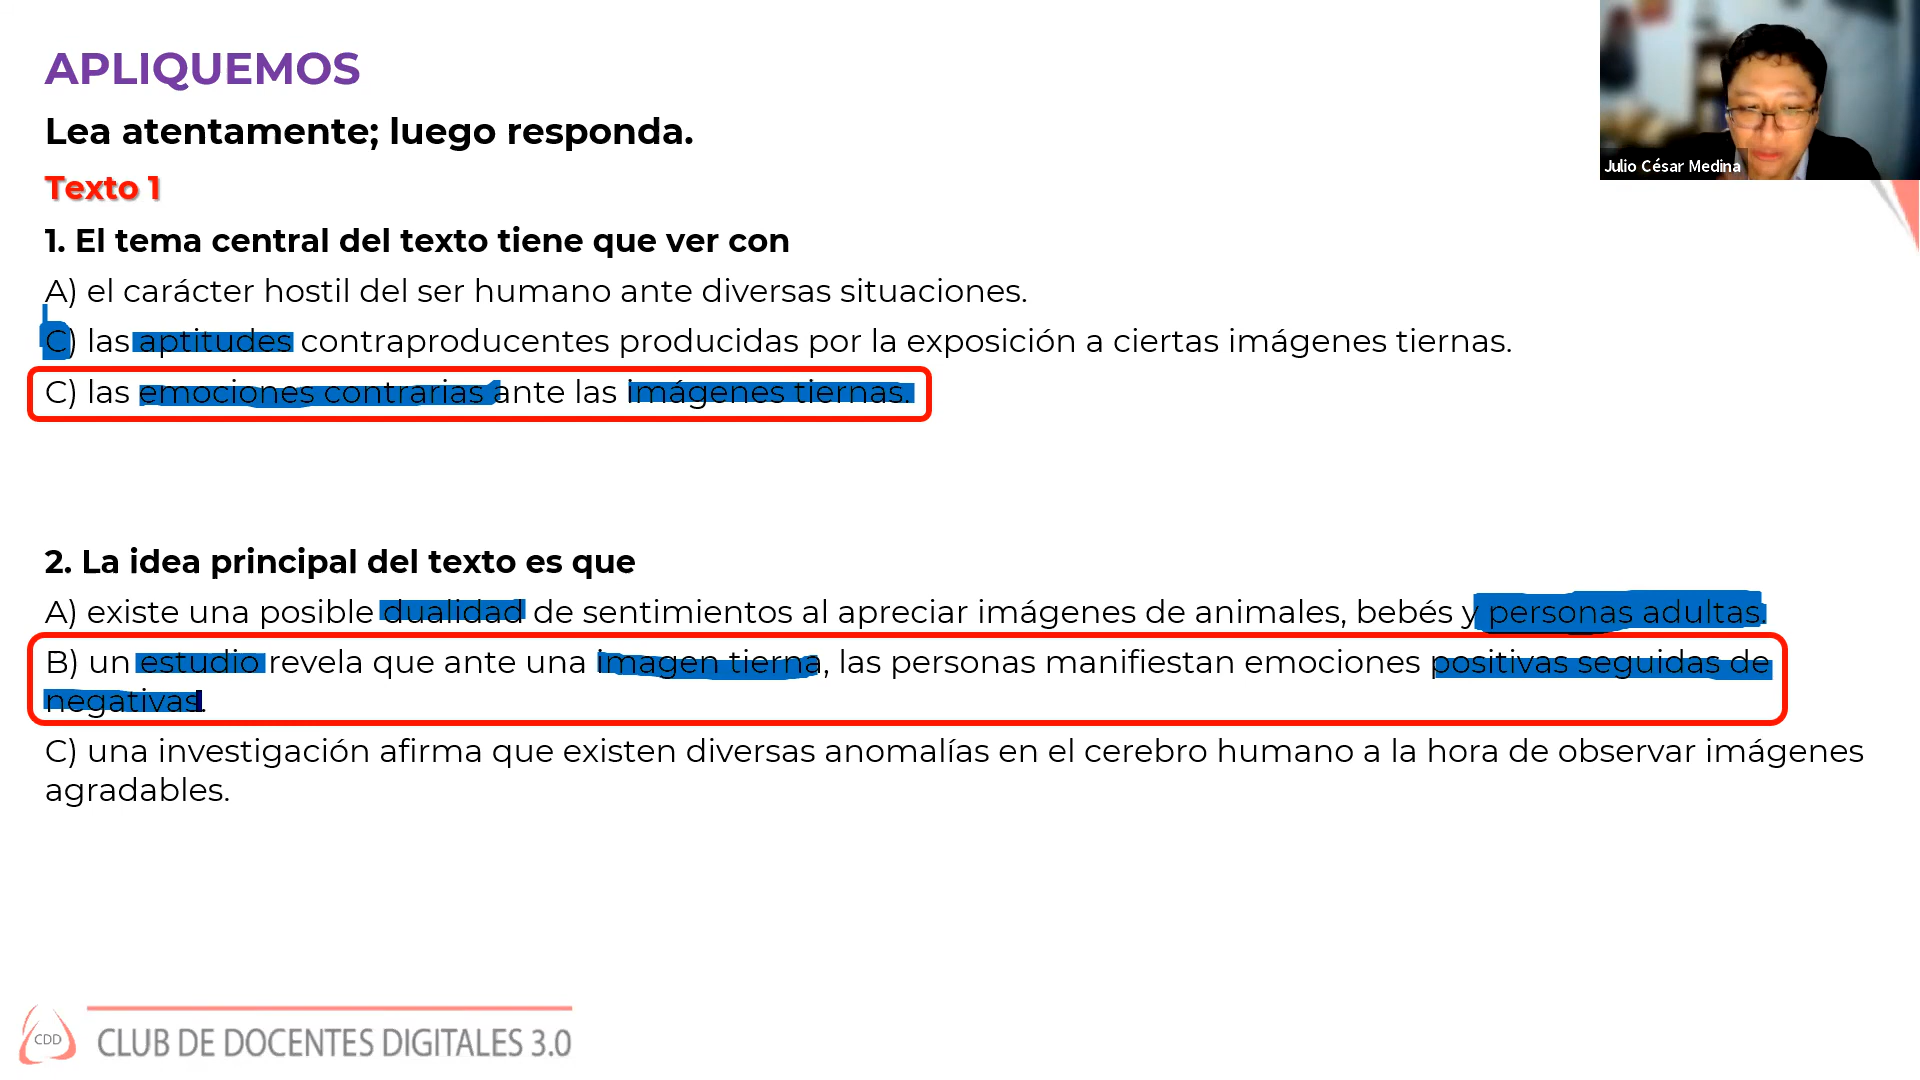 APLIQUEMOS
Lea atentamente; luego responda.
Texto 1
1. El tema central del texto tiene que ver con
A) el carácter hostil del ser humano ante diversas situaciones.
C) las aptitudes contraproducentes producidas por la exposición a ciertas imágenes tiernas.
C) las emociones contrarias ante las imágenes tiernas.
2. La idea principal del texto es que
A) existe una posible dualidad de sentimientos al apreciar imágenes de animales, bebés y personas adultas.
B) un estudio revela que ante una imagen tierna, las personas manifiestan emociones positivas seguidas de
negativas.
C) una investigación afirma que existen diversas anomalías en el cerebro humano a la hora de observar imágenes
agradables.
Julio César Medina
CDD
CLUB DE DOCENTES DIGITALES 3.0